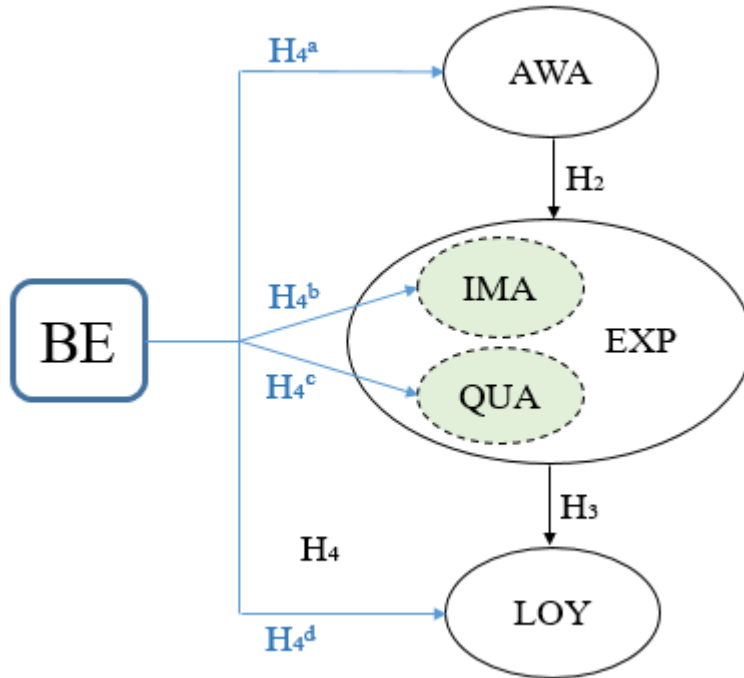 H₄ᵃ
AWA
H₂
H₄ᵇ
IMA
BE
EXP
H₄ᶜ
QUA
H₃
H₄
LOY
H₄ᵈ